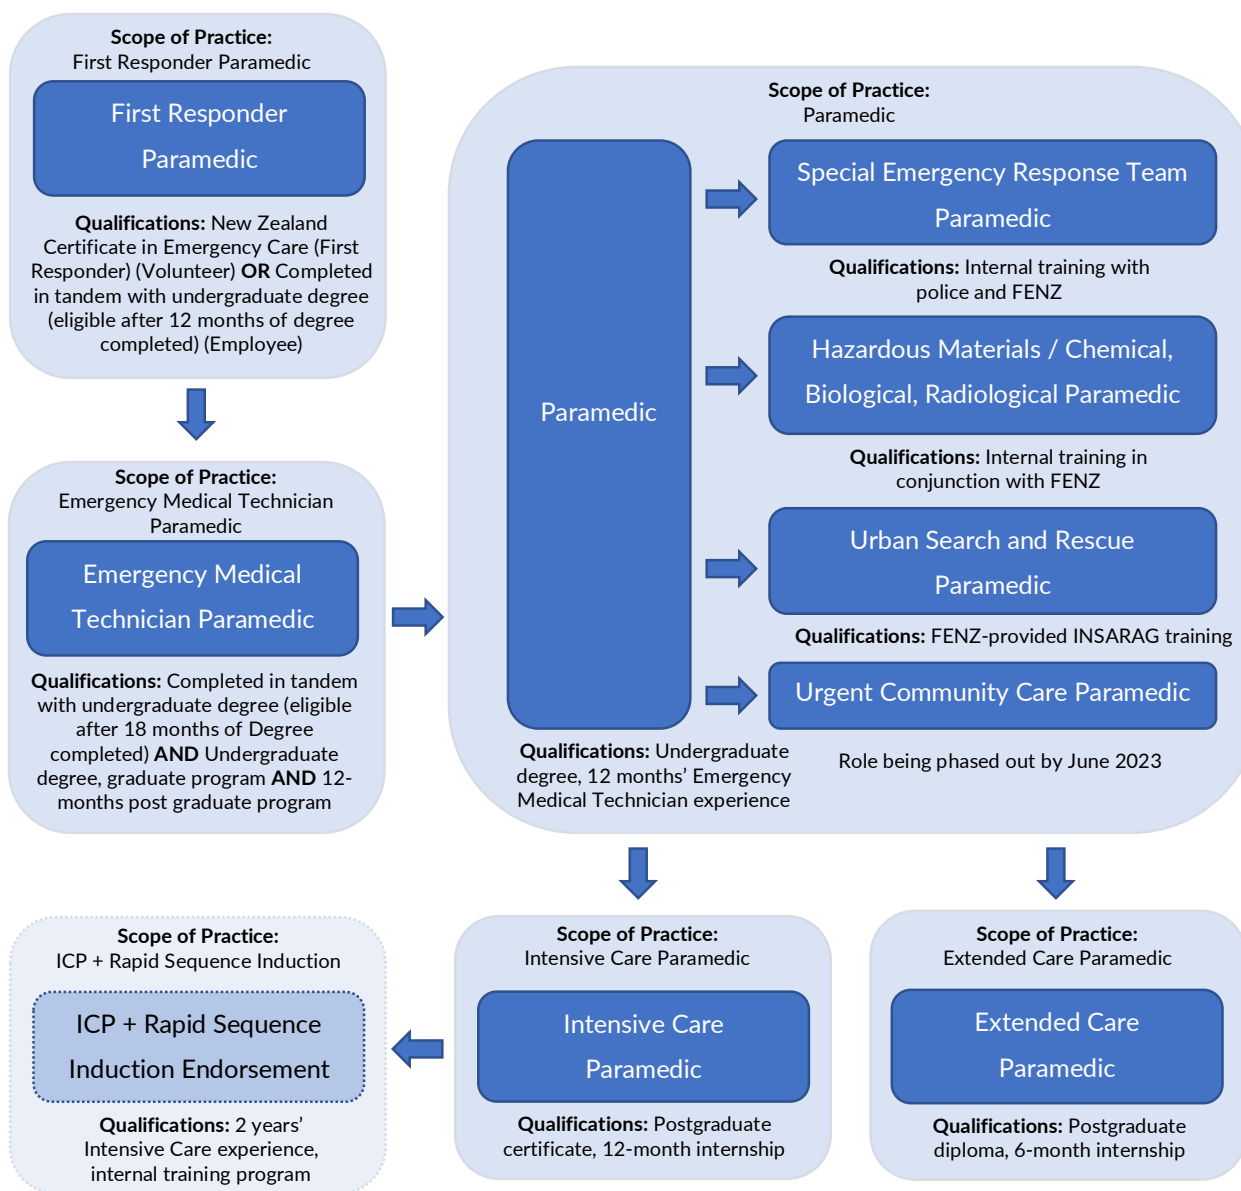 Scope of Practice:
First Responder Paramedic
First Responder
Paramedic
Qualifications: New Zealand
Certificate in Emergency Care (First
Responder) (Volunteer) OR Completed
in tandem with undergraduate degree
(eligible after 12 months of degree
completed) (Employee)
Scope of Practice:
Emergency Medical Technician
Paramedic
Emergency Medical
Technician Paramedic
Qualifications: Completed in tandem
with undergraduate degree (eligible
after 18 months of Degree
completed) AND Undergraduate
degree, graduate program AND 12-
months post graduate program
Scope of Practice:
Paramedic
Paramedic
Qualifications: Undergraduate
degree, 12 months’ Emergency
Medical Technician experience
Special Emergency Response Team
Paramedic
Qualifications: Internal training with
police and FENZ
Hazardous Materials / Chemical,
Biological, Radiological Paramedic
Qualifications: Internal training in
conjunction with FENZ
Urban Search and Rescue
Paramedic
Qualifications: FENZ-provided INSARAG training
Urgent Community Care Paramedic
Role being phased out by June 2023
Scope of Practice:
ICP + Rapid Sequence Induction
ICP + Rapid Sequence
Induction Endorsement
Qualifications: 2 years’
Intensive Care experience,
internal training program
Scope of Practice:
Intensive Care Paramedic
Intensive Care
Paramedic
Qualifications: Postgraduate
certificate, 12-month internship
Scope of Practice:
Extended Care Paramedic
Extended Care
Paramedic
Qualifications: Postgraduate
diploma, 6-month internship